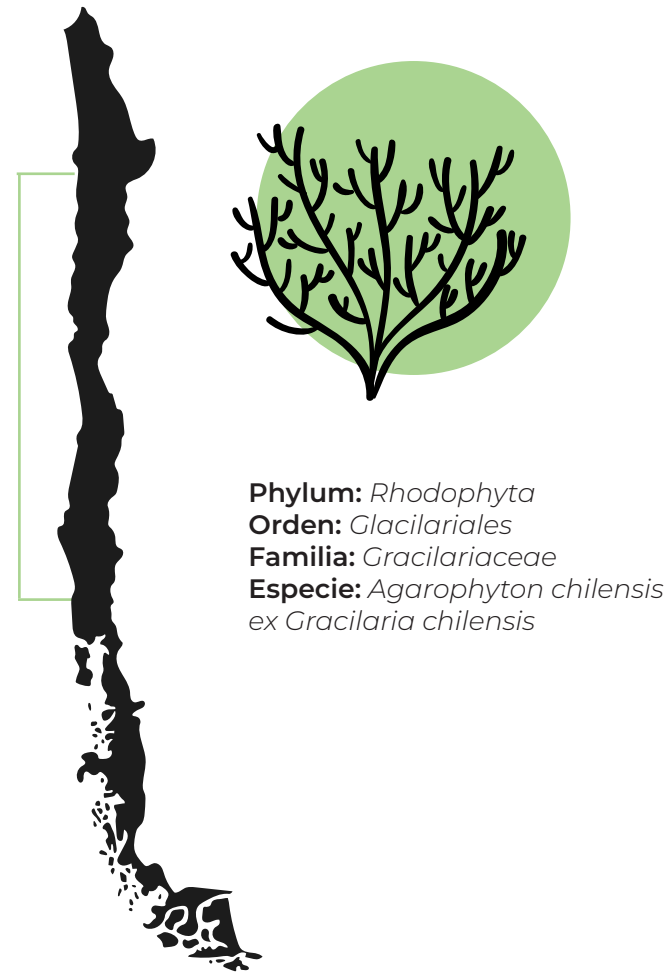 Phylum: Rhodophyta
Orden: Glacilariales
Familia: Gracilariaceae
Especie: Agarophyton chilensis
ex Gracilaria chilensis